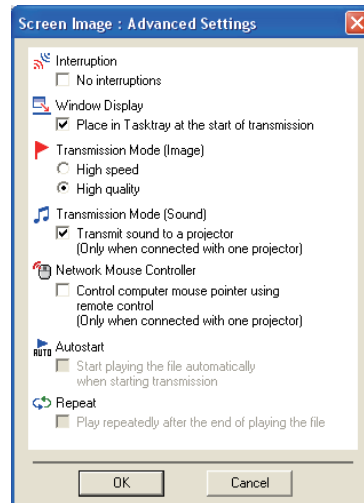 Screen Image : Advanced Settings
Interruption
No interruptions
Window Display
Place in Tasktray at the start of transmission
Transmission Mode (Image)
High speed
High quality
Transmission Mode (Sound)
Transmit sound to a projector
(Only when connected with one projector)
Network Mouse Controller
Control computer mouse pointer using
remote control
(Only when connected with one projector)
AUTO Autostart
Start playing the file automatically
when starting transmission
Repeat
Play repeatedly after the end of playing the file
OK Cancel